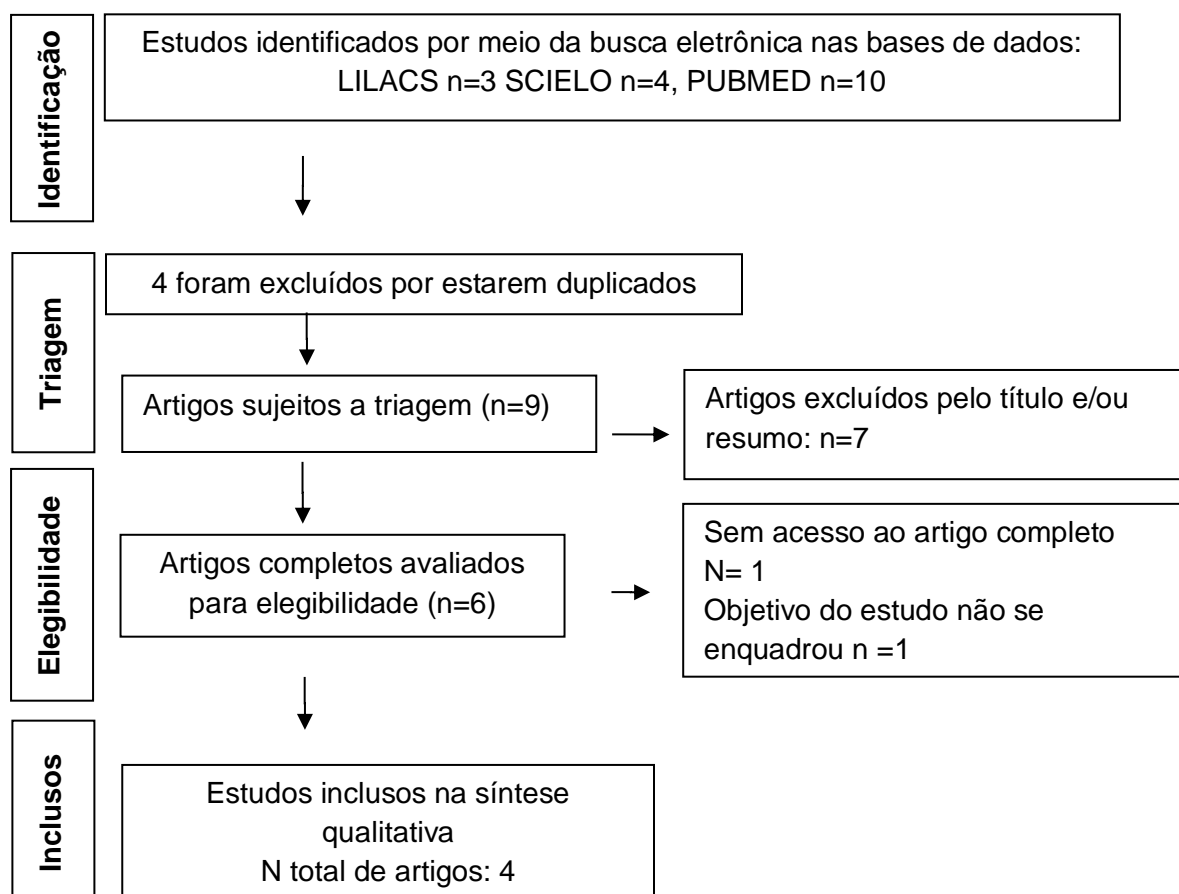 Identificação
Estudos identificados por meio da busca eletrônica nas bases de dados:
LILACS n=3 SCIELO n=4, PUBMED n=10
Triagem
4 foram excluídos por estarem duplicados
Artigos sujeitos a triagem (n=9)
Artigos excluídos pelo título e/ou
resumo: n=7
Elegibilidade
Artigos completos avaliados
para elegibilidade (n=6)
Sem acesso ao artigo completo
N= 1
Objetivo do estudo não se
enquadrou n =1
Inclusos
Estudos inclusos na síntese
qualitativa
N total de artigos: 4